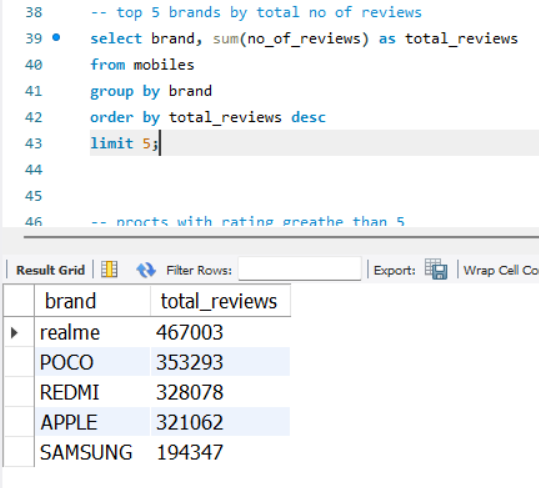 38 -- top 5 brands by total no of reviews
39 select brand, sum(no_of_reviews) as total_reviews
40 from mobiles
41 group by brand
42 order by total_reviews desc
43 limit 5;
44
45
46 -- procts with rating greathe than 5
Result Grid Filter Rows: Export: Wrap Cell Co
brand total_reviews
realme 467003
POCO 353293
REDMI 328078
APPLE 321062
SAMSUNG 194347